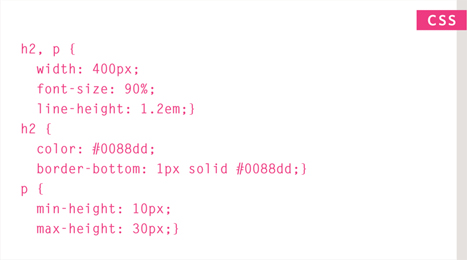 CSS
h2, p {
  width: 400px;
  font-size: 90%;
  line-height: 1.2em;}
h2 {
  color: #0088dd;
  border-bottom: 1px solid #0088dd;}
p {
  min-height: 10px;
  max-height: 30px;}